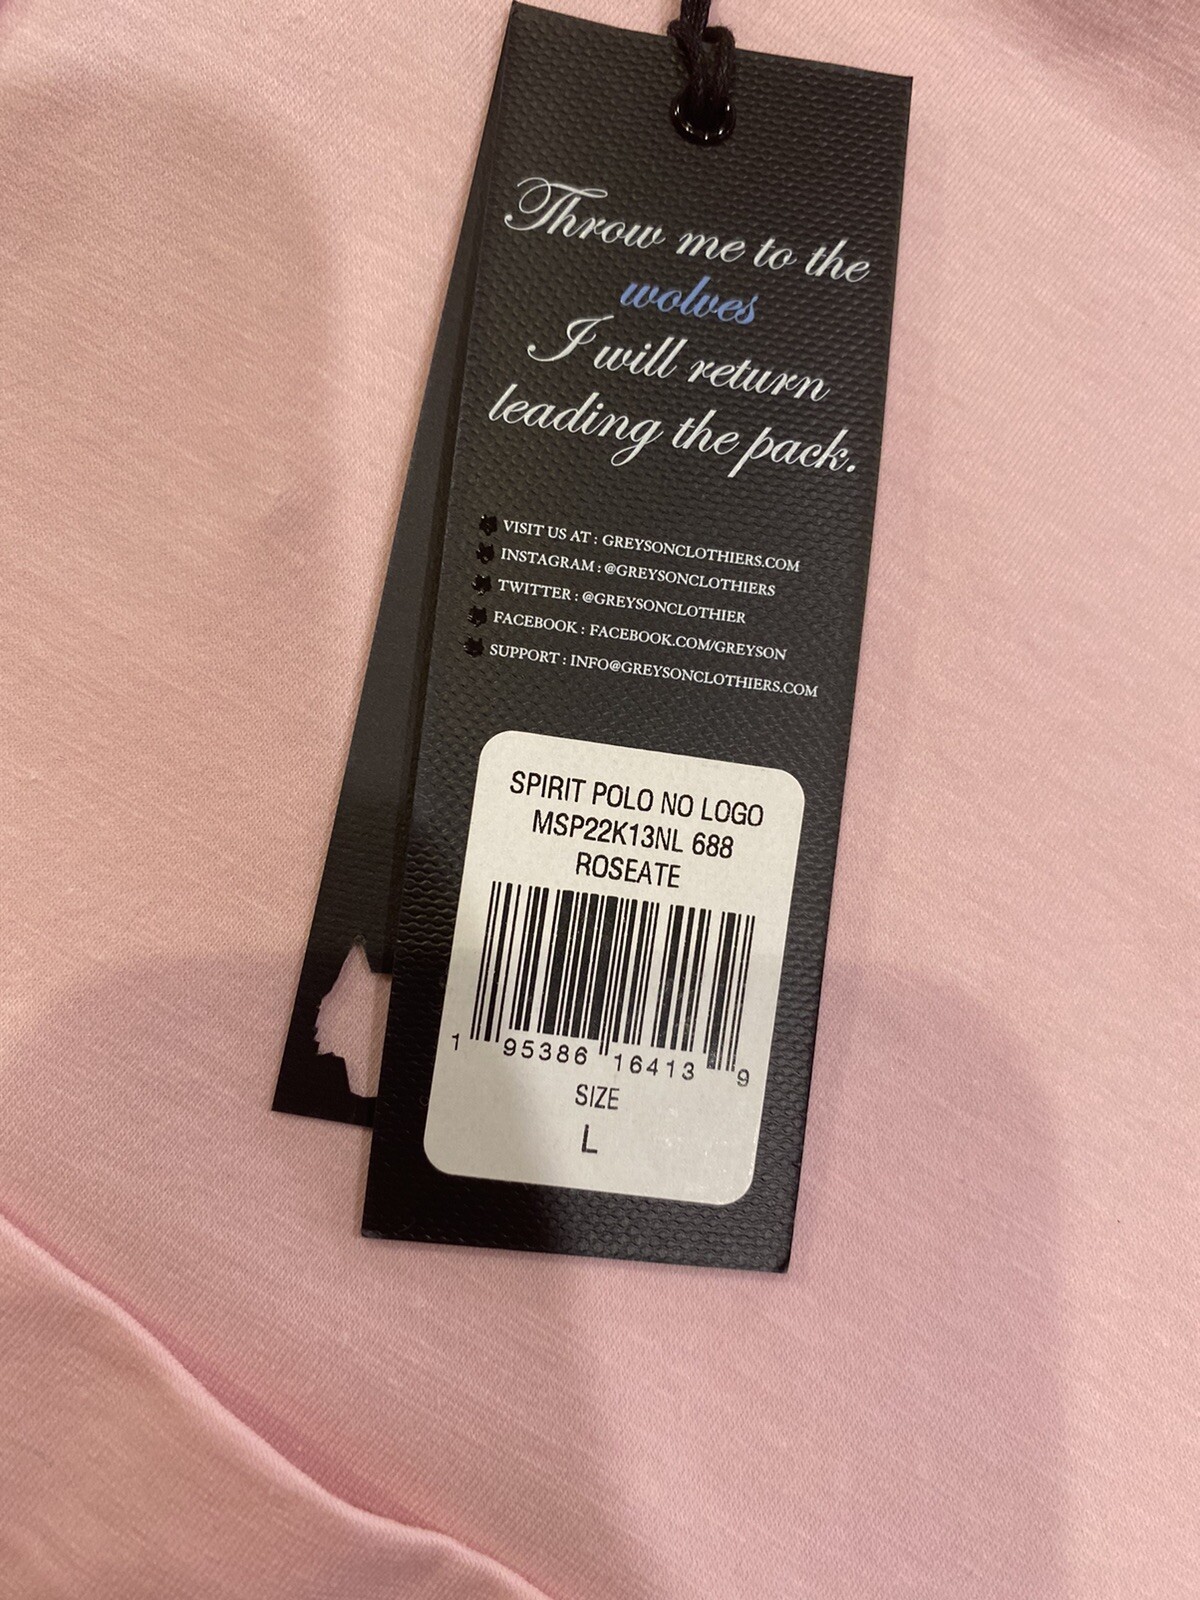 Throw me to the
wolves
I will return
leading the pack.
VISIT US AT : GREYSONCLOTHIERS.COM
INSTAGRAM : @GREYSONCLOTHIERS
TWITTER : @GREYSONCLOTHIER
FACEBOOK : FACEBOOK.COM/GREYSON
SUPPORT : INFO@GREYSONCLOTHIERS.COM
SPIRIT POLO NO LOGO
MSP22K13NL 688
ROSEATE
1 95386 16413 9
SIZE
L